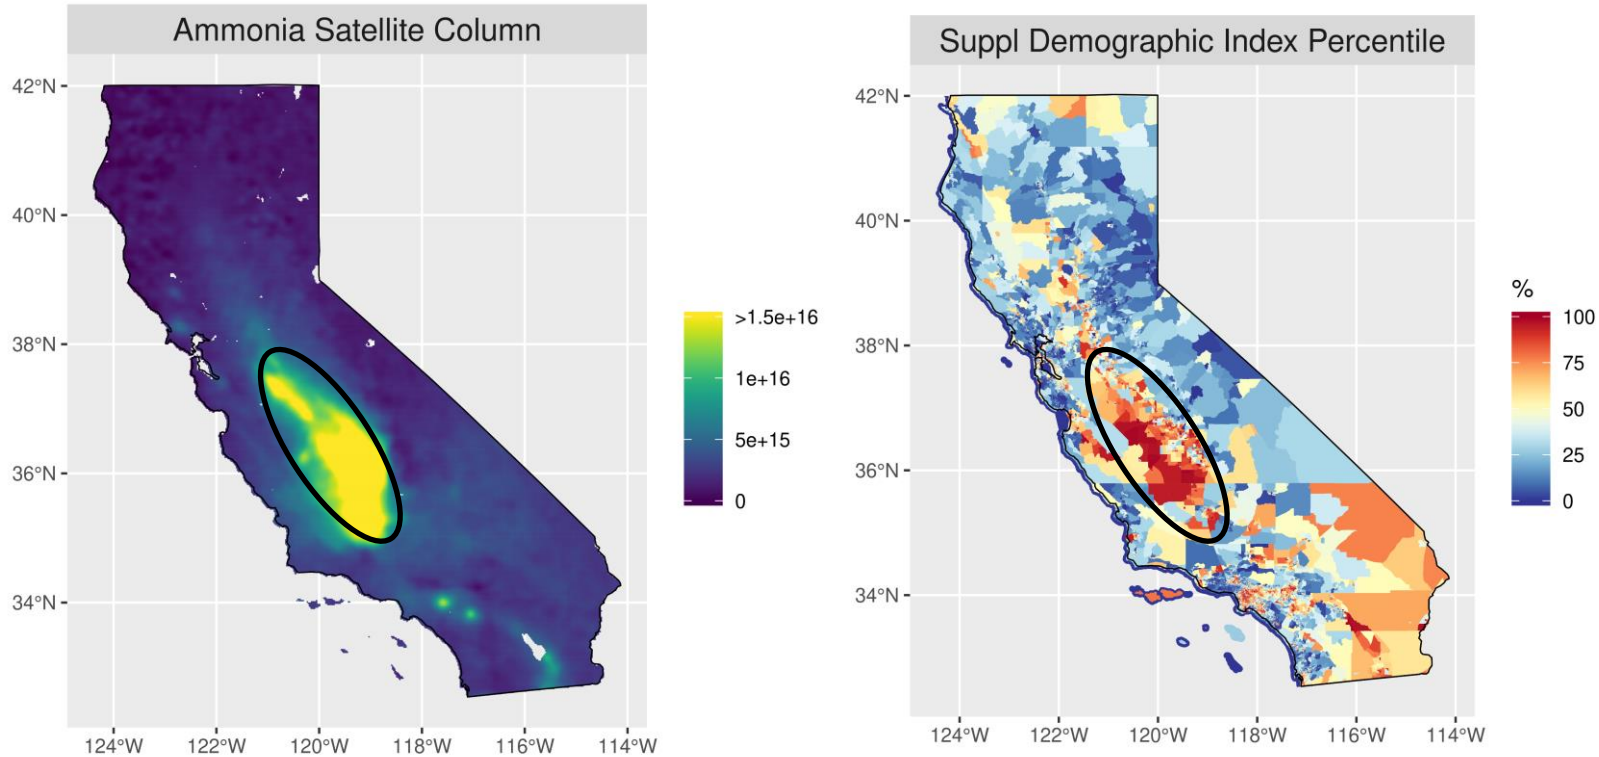 Ammonia Satellite Column
42°N
40°N
38°N
36°N
34°N
124°W 122°W 120°W 118°W 116°W 114°W
>1.5e+16
1e+16
5e+15
0
Suppl Demographic Index Percentile
42°N
40°N
38°N
36°N
34°N
124°W 122°W 120°W 118°W 116°W 114°W
%
100
75
50
25
0